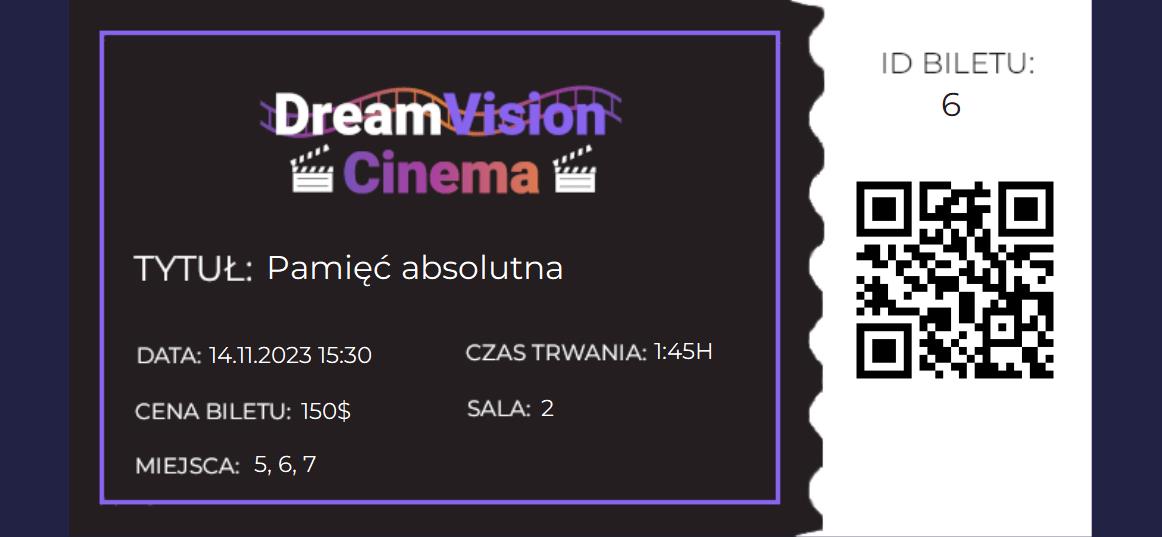 DreamVision
Cinema
TYTUŁ: Pamięć absolutna
DATA: 14.11.2023 15:30
CZAS TRWANIA: 1:45H
CENA BILETU: 150$
SALA: 2
MIEJSCA: 5, 6, 7
ID BILETU:
6